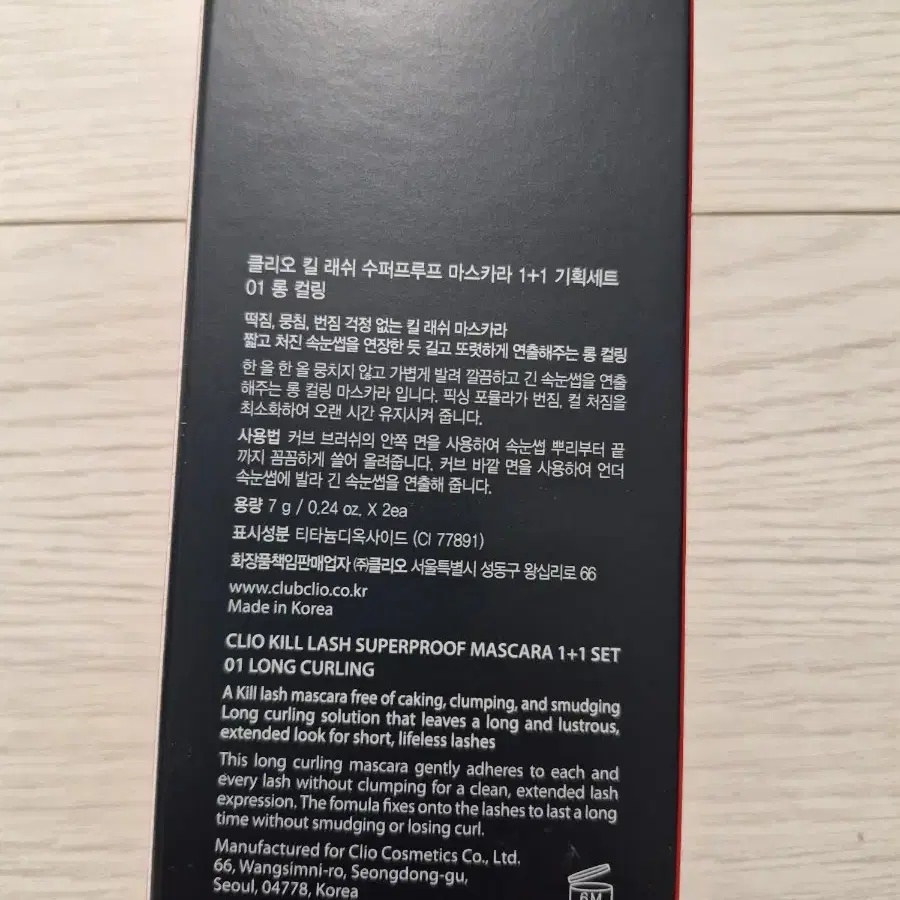 클리오 킬 래쉬 수퍼프루프 마스카라 1+1 기획세트
01 롱 컬링
떡짐, 뭉침, 번짐 걱정 없는 킬 래쉬 마스카라
짧고 처진 속눈썹을 연장한 듯 길고 또렷하게 연출해주는 롱 컬링
한 올 한 올 뭉치지 않고 가볍게 발려 깔끔하고 긴 속눈썹을 연출
해주는 롱 컬링 마스카라 입니다. 픽싱 포뮬라가 번짐, 컬 처짐을
최소화하여 오랜 시간 유지시켜 줍니다.
사용법 커브 브러쉬의 안쪽 면을 사용하여 속눈썹 뿌리부터 끝
까지 꼼꼼하게 쓸어 올려줍니다. 커브 바깥 면을 사용하여 언더
속눈썹에 발라 긴 속눈썹을 연출해 줍니다.
용량 7 g / 0.24 oz. X 2ea
표시성분 티타늄디옥사이드 (CI 77891)
화장품책임판매업자 ㈜클리오 서울특별시 성동구 왕십리로 66
www.clubclio.co.kr
Made in Korea
CLIO KILL LASH SUPERPROOF MASCARA 1+1 SET
01 LONG CURLING
A Kill lash mascara free of caking, clumping, and smudging
Long curling solution that leaves a long and lustrous,
extended look for short, lifeless lashes
This long curling mascara gently adheres to each and
every lash without clumping for a clean, extended lash
expression. The fomula fixes onto the lashes to last a long
time without smudging or losing curl.
Manufactured for Clio Cosmetics Co., Ltd.
66, Wangsimni-ro, Seongdong-gu,
Seoul, 04778, Korea
6M